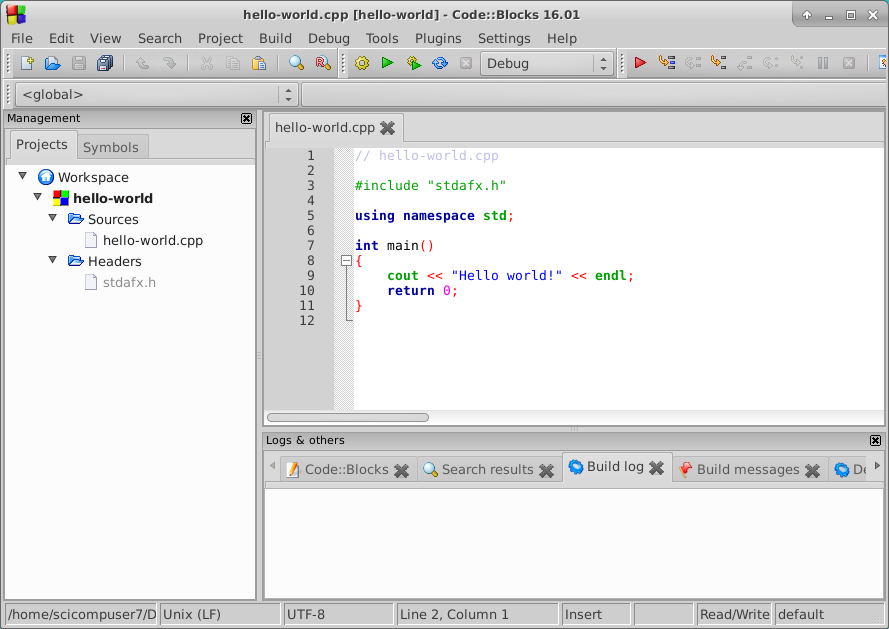 hello-world.cpp [hello-world] - Code::Blocks 16.01
File Edit View Search Project Build Debug Tools Plugins Settings Help
Debug
<global>
Management
Projects Symbols
Workspace
hello-world
Sources
hello-world.cpp
Headers
stdafx.h
hello-world.cpp
1 // hello-world.cpp
2
3 #include "stdafx.h"
4
5 using namespace std;
6
7 int main()
8 {
9     cout << "Hello world!" << endl;
10     return 0;
11 }
12
Logs & others
Code::Blocks Search results Build log Build messages De
/home/scicompuser7/D Unix (LF) UTF-8 Line 2, Column 1 Insert Read/Write default